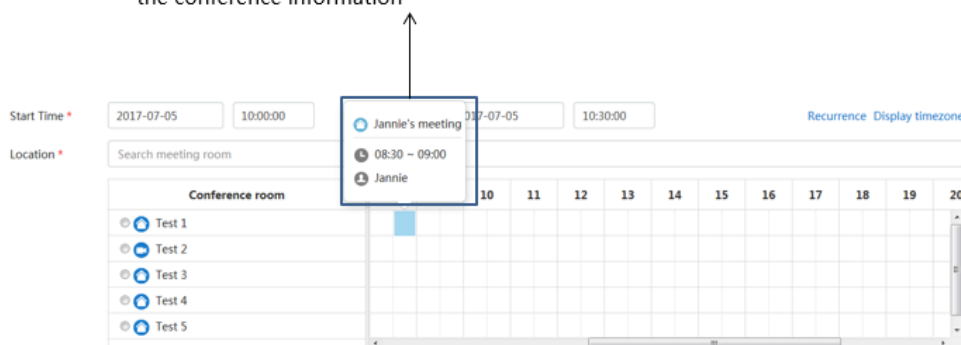 the conference information
Start Time * 2017-07-05 10:00:00 017-07-05 10:30:00 Recurrence Display timezone
Jannie's meeting
Location * Search meeting room
08:30 ~ 09:00
Jannie
Conference room 10 11 12 13 14 15 16 17 18 19 20
Test 1
Test 2
Test 3
Test 4
Test 5